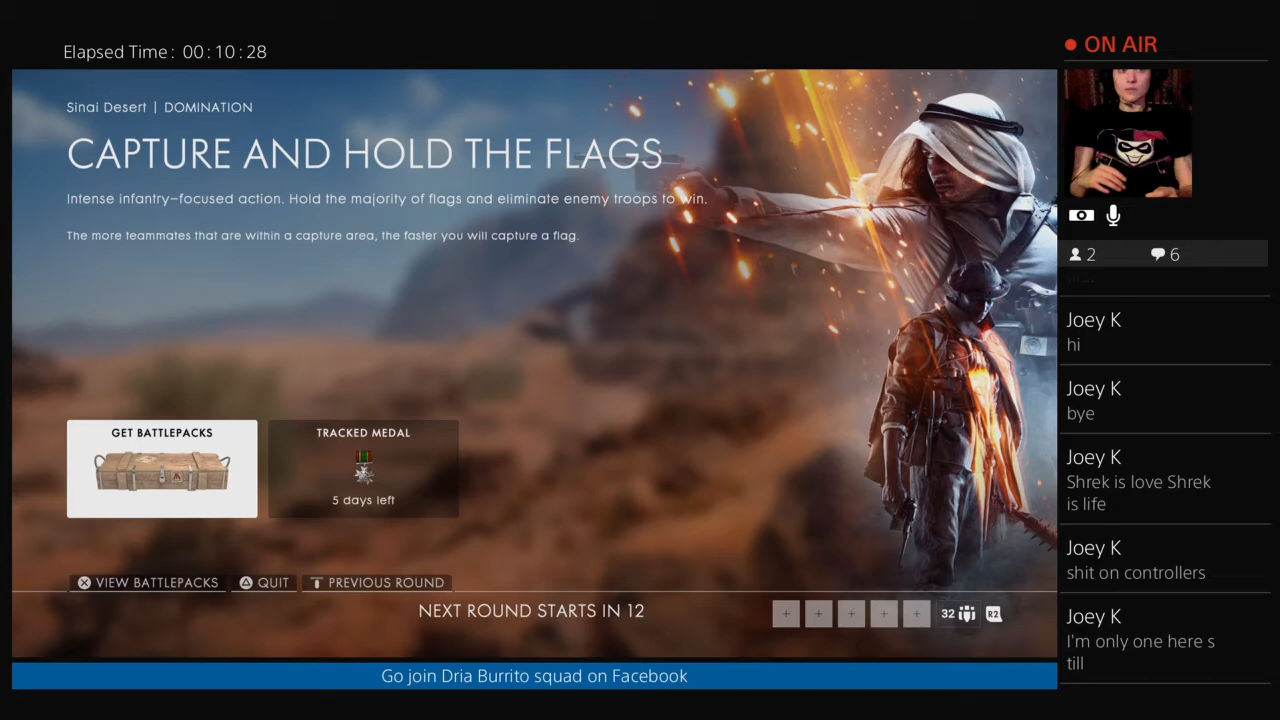 Elapsed Time: 00:10:28
ON AIR
Sinai Desert | DOMINATION
CAPTURE AND HOLD THE FLAGS
Intense infantry-focused action. Hold the majority of flags and eliminate enemy troops to win.
The more teammates that are within a capture area, the faster you will capture a flag.
GET BATTLEPACKS
TRACKED MEDAL
5 days left
VIEW BATTLEPACKS
QUIT
PREVIOUS ROUND
NEXT ROUND STARTS IN 12
32
R2
Go join Dria Burrito squad on Facebook
2
6
Joey K
hi
Joey K
bye
Joey K
Shrek is love Shrek
is life
Joey K
shit on controllers
Joey K
I'm only one here s
till